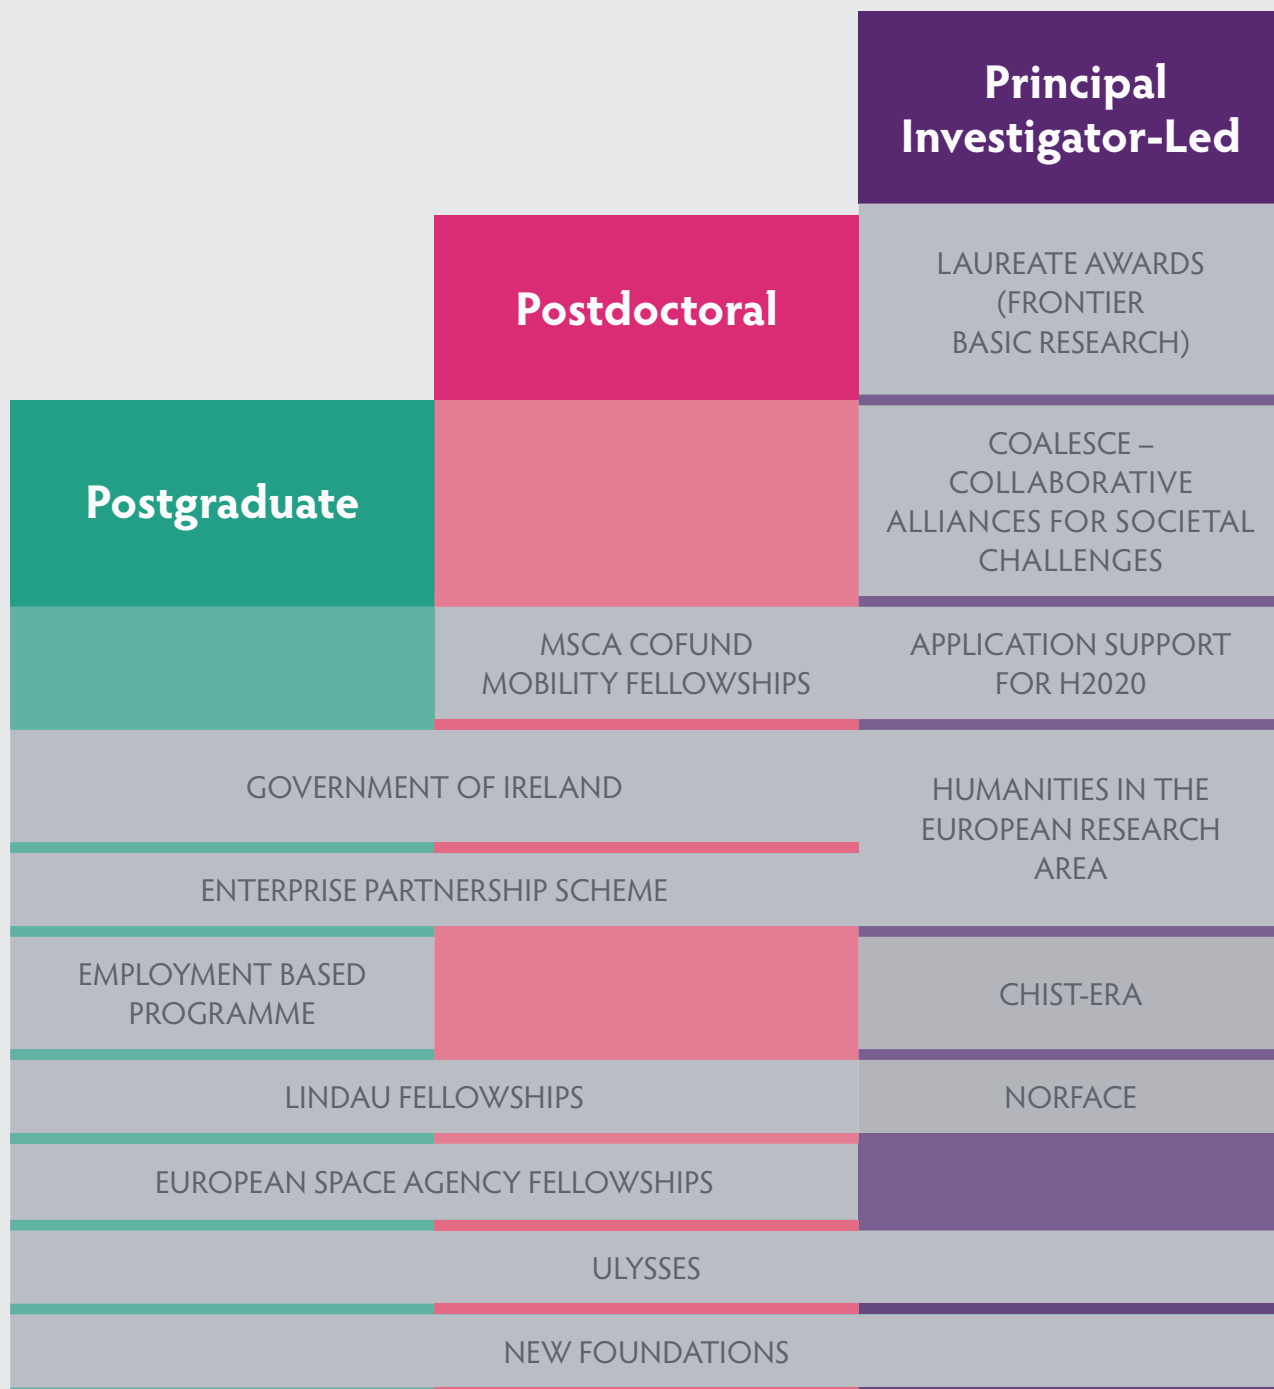 Principal
Investigator-Led
LAUREATE AWARDS
(FRONTIER
BASIC RESEARCH)
Postdoctoral
COALESCE –
COLLABORATIVE
ALLIANCES FOR SOCIETAL
CHALLENGES
Postgraduate
MSCA COFUND
MOBILITY FELLOWSHIPS
APPLICATION SUPPORT
FOR H2020
GOVERNMENT OF IRELAND
HUMANITIES IN THE
EUROPEAN RESEARCH
AREA
ENTERPRISE PARTNERSHIP SCHEME
EMPLOYMENT BASED
PROGRAMME
CHIST-ERA
LINDAU FELLOWSHIPS
NORFACE
EUROPEAN SPACE AGENCY FELLOWSHIPS
ULYSSES
NEW FOUNDATIONS